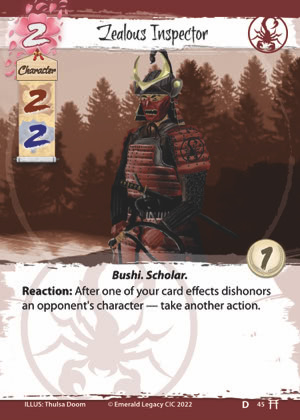 2
Zealous Inspector
Character
2
2
1
Bushi. Scholar.
Reaction: After one of your card effects dishonors
an opponent's character — take another action.
ILLUS: Thulsa Doom © Emerald Legacy CIC 2022 D 45